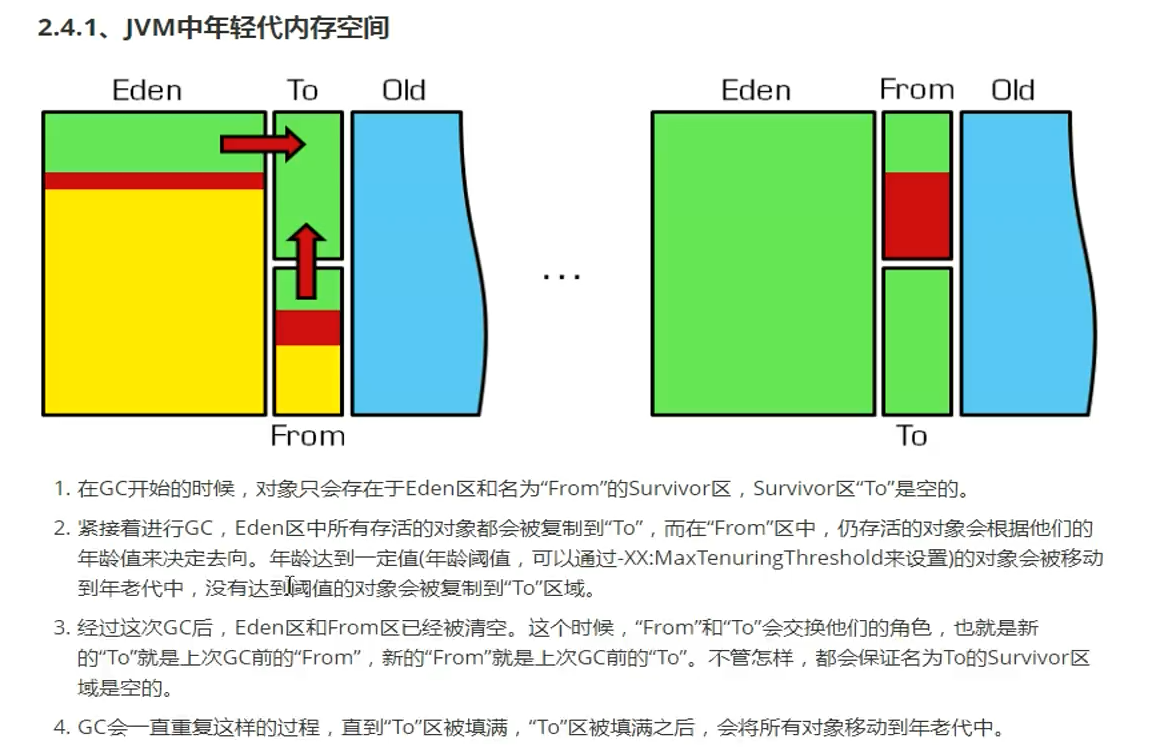 2.4.1、JVM中年轻代内存空间
Eden To Old Eden From Old
...
From To
1. 在GC开始的时候，对象只会存在于Eden区和名为“From”的Survivor区，Survivor区“To”是空的。
2. 紧接着进行GC，Eden区中所有存活的对象都会被复制到“To”，而在“From”区中，仍存活的对象会根据他们的
年龄值来决定去向。年龄达到一定值(年龄阈值，可以通过-XX:MaxTenuringThreshold来设置)的对象会被移动
到年老代中，没有达到阈值的对象会被复制到“To”区域。
3. 经过这次GC后，Eden区和From区已经被清空。这个时候，“From”和“To”会交换他们的角色，也就是新
的“To”就是上次GC前的“From”，新的“From”就是上次GC前的“To”。不管怎样，都会保证名为To的Survivor区
域是空的。
4. GC会一直重复这样的过程，直到“To”区被填满，“To”区被填满之后，会将所有对象移动到年老代中。